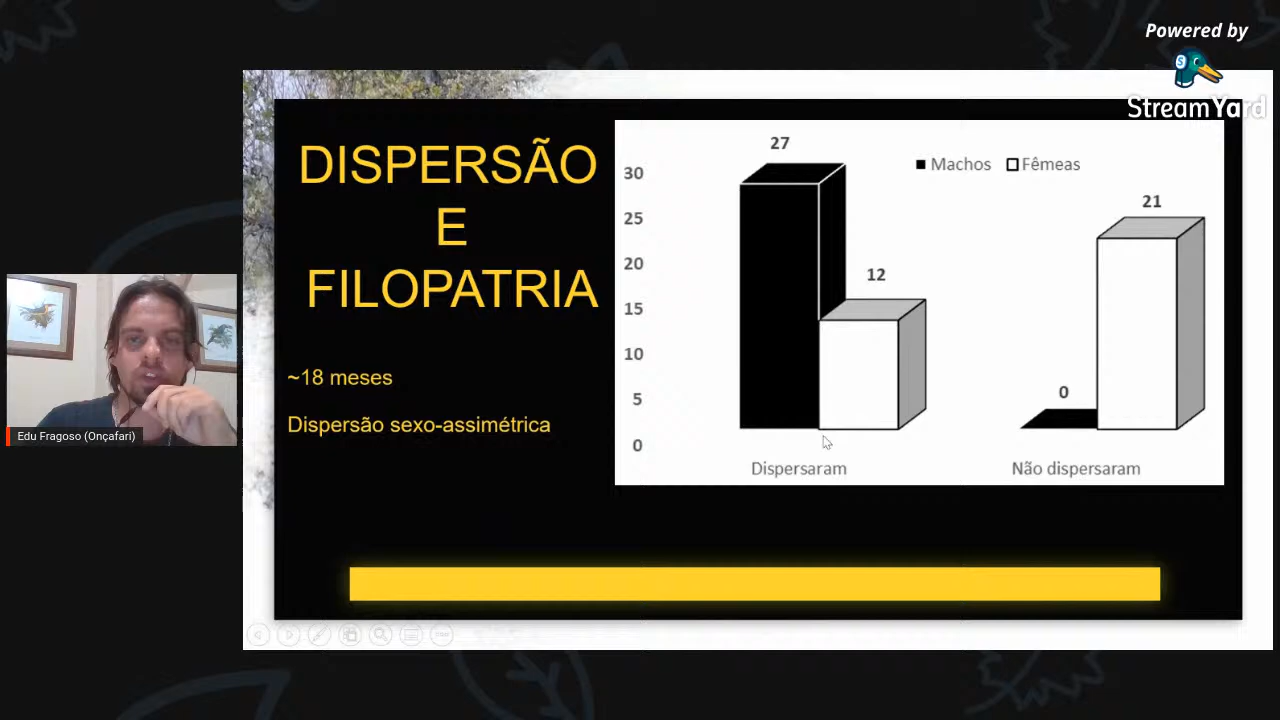 Powered by
StreamYard
DISPERSÃO
E
FILOPATRIA
~18 meses
Dispersão sexo-assimétrica
27
Machos Fêmeas
30
25
20
15
10
5
0
12
0
21
Dispersaram
Não dispersaram
Edu Fragoso (Onçafari)